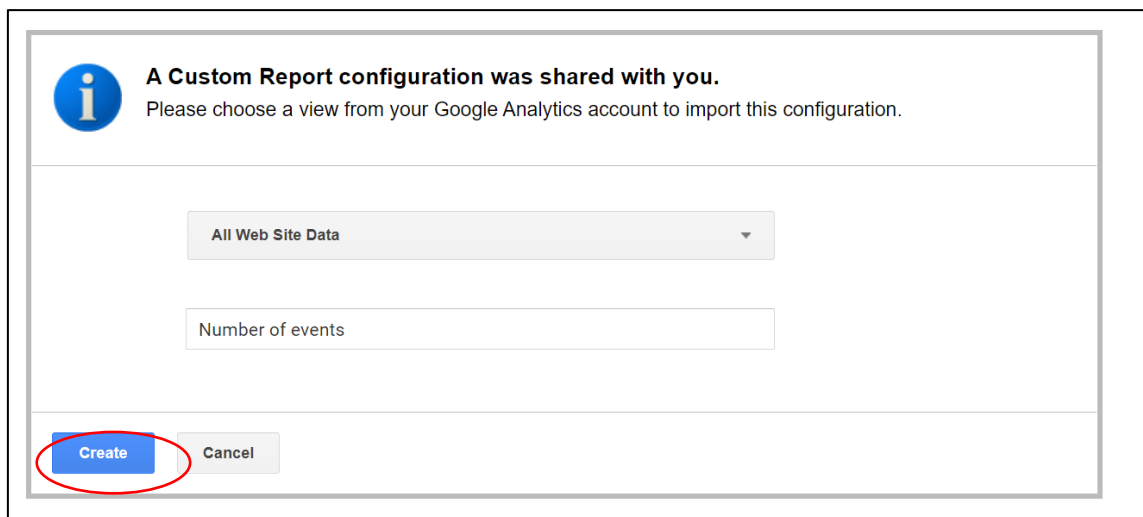 A Custom Report configuration was shared with you.
Please choose a view from your Google Analytics account to import this configuration.
All Web Site Data
Number of events
Create
Cancel